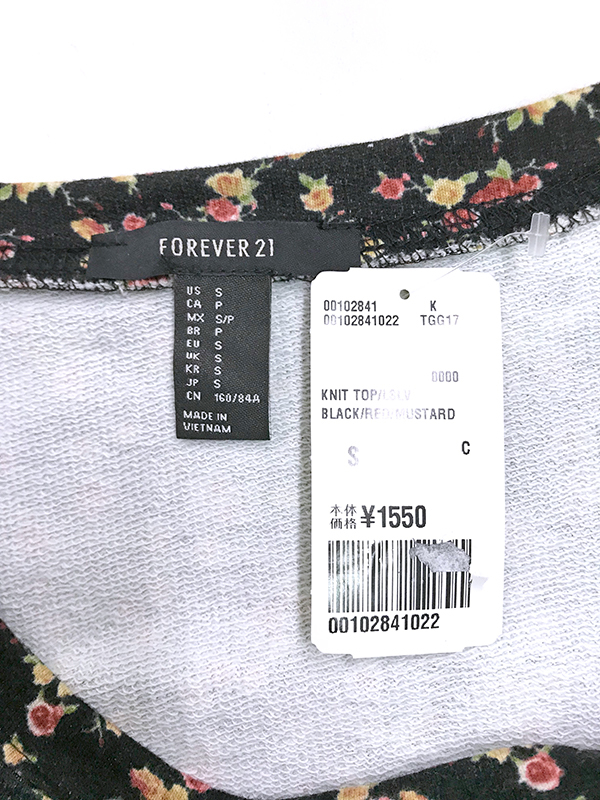 FOREVER 21
US S
CA P
MX S/P
BR P
EU S
UK S
KR S
JP S
CN 160/84A
MADE IN
VIETNAM
00102841 K
00102841022 TGG17
0000
KNIT TOP/
BLACK/RED/MUSTARD
S C
本体
価格 ¥1550
00102841022